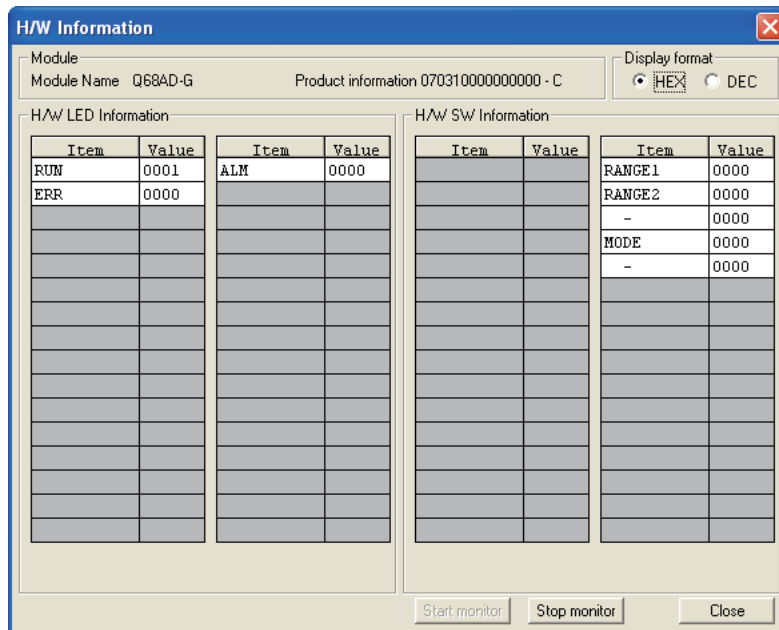 H/W Information
Module
Module Name Q68AD-G Product information 070310000000000 - C
Display format
HEX DEC
H/W LED Information
Item Value Item Value
RUN 0001 ALM 0000
ERR 0000
H/W SW Information
Item Value Item Value
RANGE1 0000
RANGE2 0000
- 0000
MODE 0000
- 0000
Start monitor Stop monitor Close